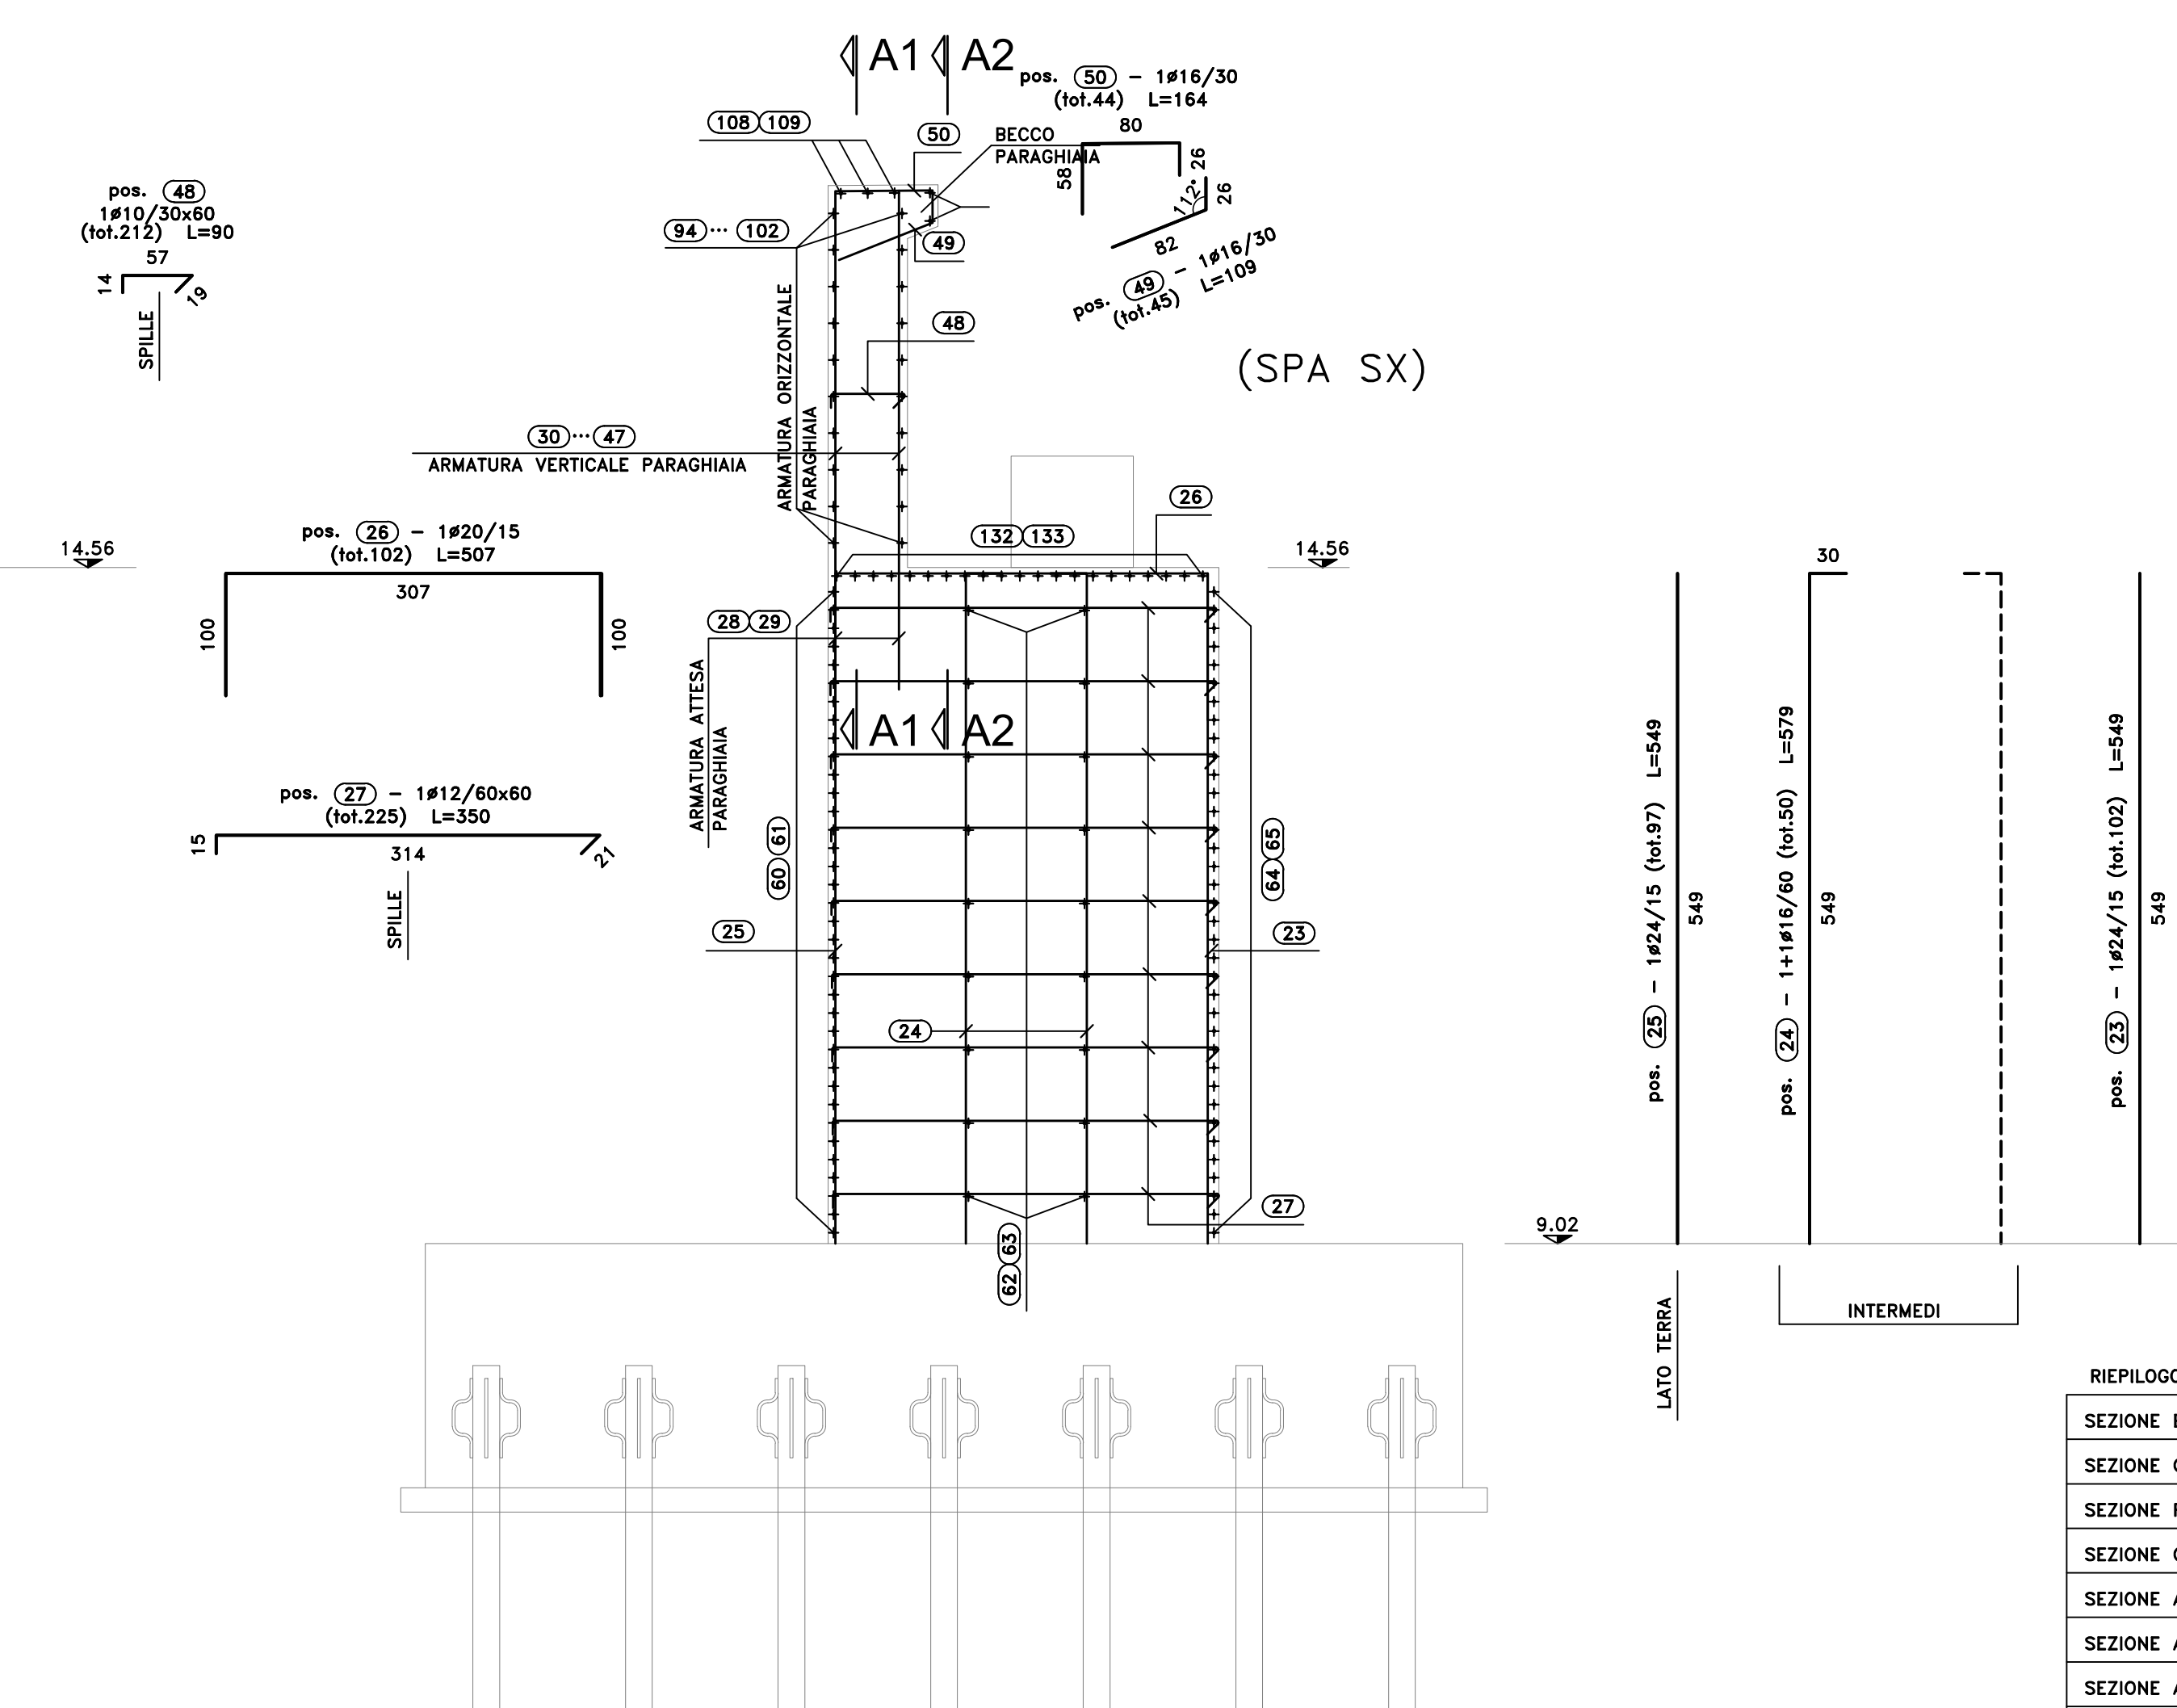 A1
A2
pos. 50 – 1ø16/30
(tot.44) L=164
80
58
26
108 109
50
BECCO
PARAGHIAIA
112°
26
82
pos. 49 – 1ø16/30
(tot.45) L=109
pos. 48
1ø10/30x60
(tot.212) L=90
57
14
19
SPILLE
94 ... 102
49
48
ARMATURA ORIZZONTALE
PARAGHIAIA
(SPA SX)
30 ... 47
ARMATURA VERTICALE PARAGHIAIA
26
132 133
14.56
pos. 26 – 1ø20/15
(tot.102) L=507
307
100
100
14.56
30
28 29
ARMATURA ATTESA
PARAGHIAIA
A1
A2
pos. 27 – 1ø12/60x60
(tot.225) L=350
15
314
21
SPILLE
60 61
64 65
25
23
24
27
62 63
pos. 25 – 1ø24/15 (tot.97) L=549
549
pos. 24 – 1+1ø16/60 (tot.50) L=579
549
pos. 23 – 1ø24/15 (tot.102) L=549
549
9.02
LATO TERRA
INTERMEDI
RIEPILOGO
SEZIONE
SEZIONE
SEZIONE
SEZIONE
SEZIONE A
SEZIONE A
SEZIONE A